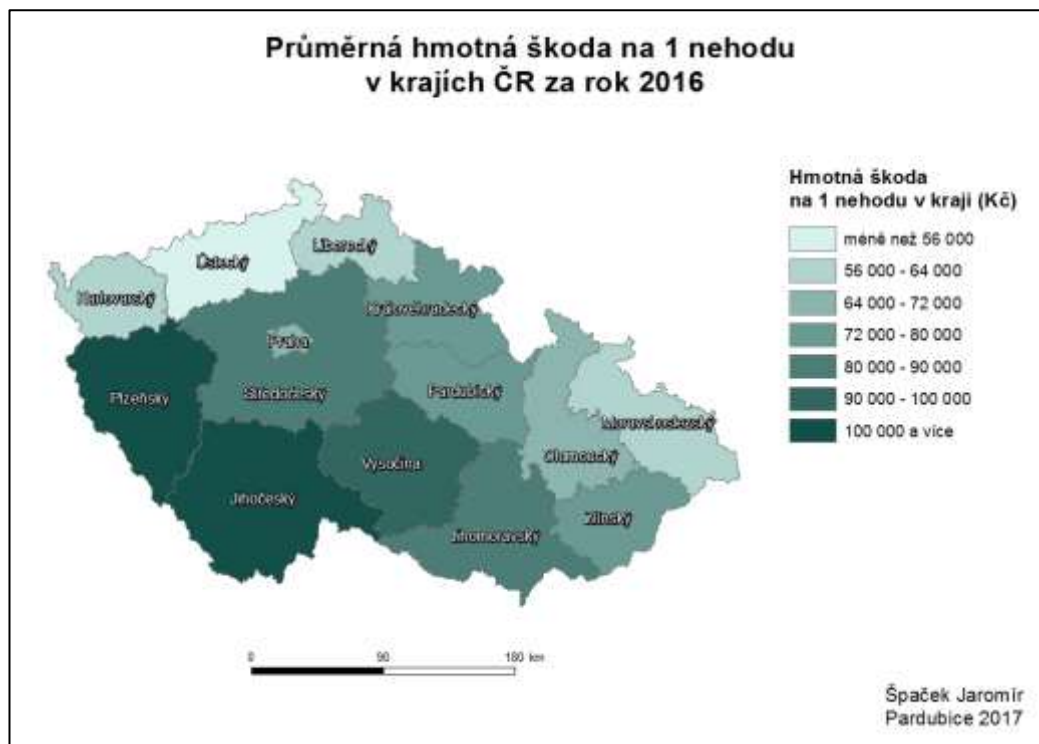 Průměrná hmotná škoda na 1 nehodu
v krajích ČR za rok 2016
Hmotná škoda
na 1 nehodu v kraji (Kč)
méně než 56 000
56 000 - 64 000
64 000 - 72 000
72 000 - 80 000
80 000 - 90 000
90 000 - 100 000
100 000 a více
Ústecký
Liberecký
Karlovarský
Královehradecký
Praha
Plzeňský
Středočeský
Pardubický
Moravskoslezský
Vysočina
Olomoucký
Jihočeský
Zlínský
Jihomoravský
0 90 180 km
Špaček Jaromír
Pardubice 2017